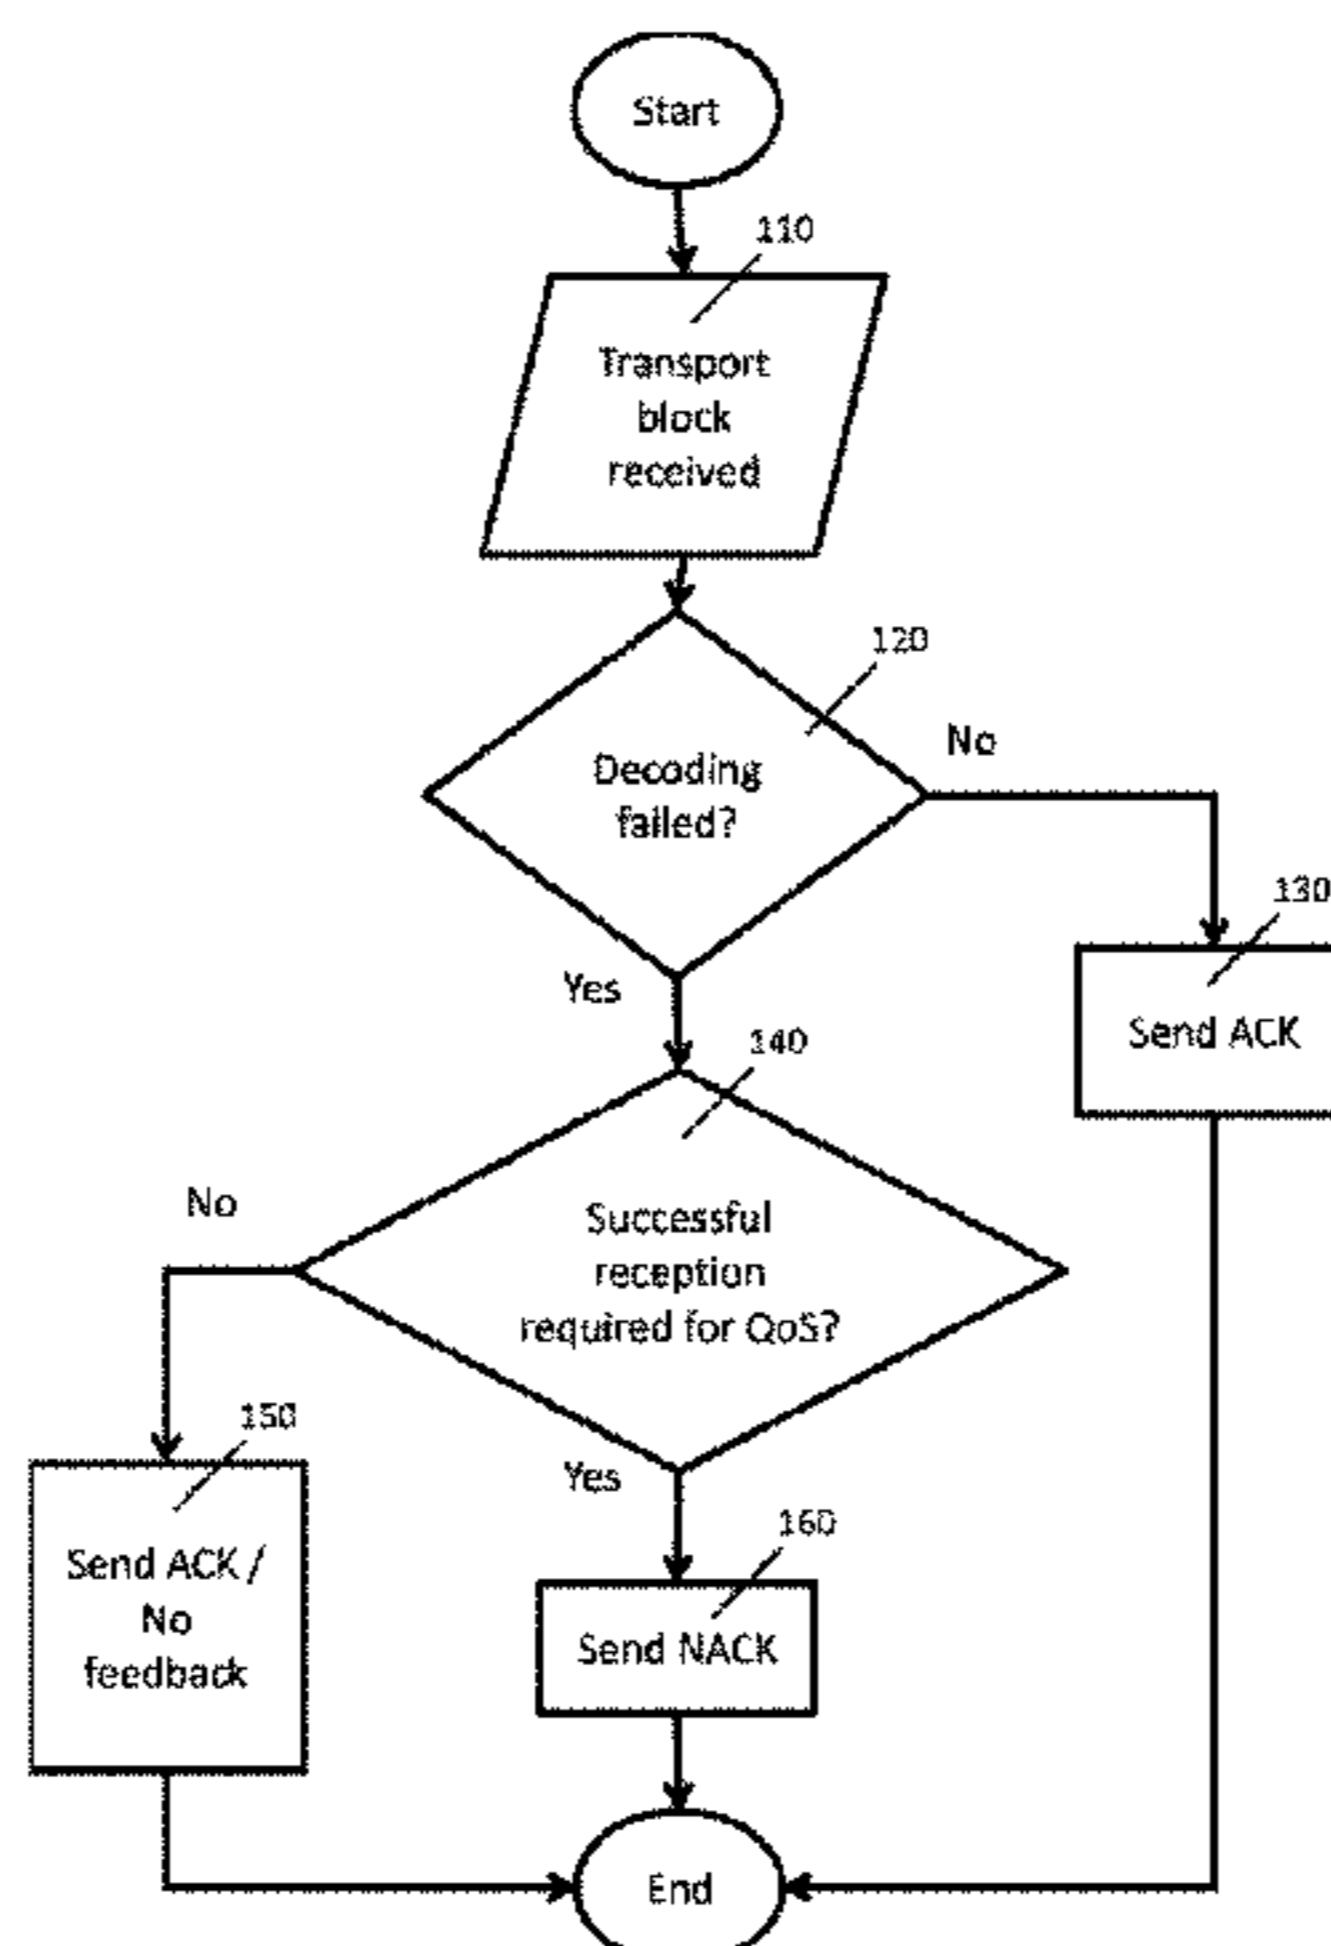 Start
110
Transport
block
received
120
No
Decoding
failed?
130
Send ACK
Yes
140
No
Successful
reception
required for QoS?
150
Yes
160
Send ACK /
No
feedback
Send NACK
End